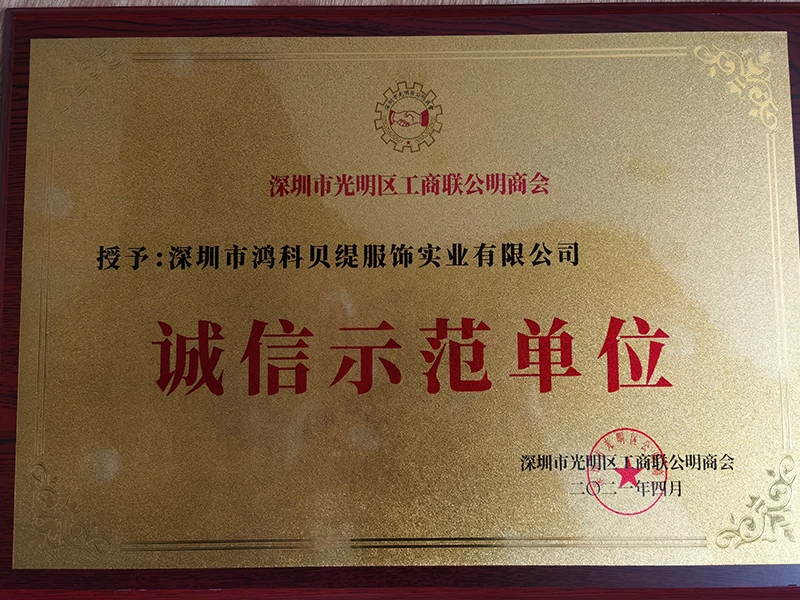 深圳市光明区工商联公明商会
授予：深圳市鸿科贝缇服饰实业有限公司
诚信示范单位
深圳市光明区工商联公明商会
二〇二一年四月